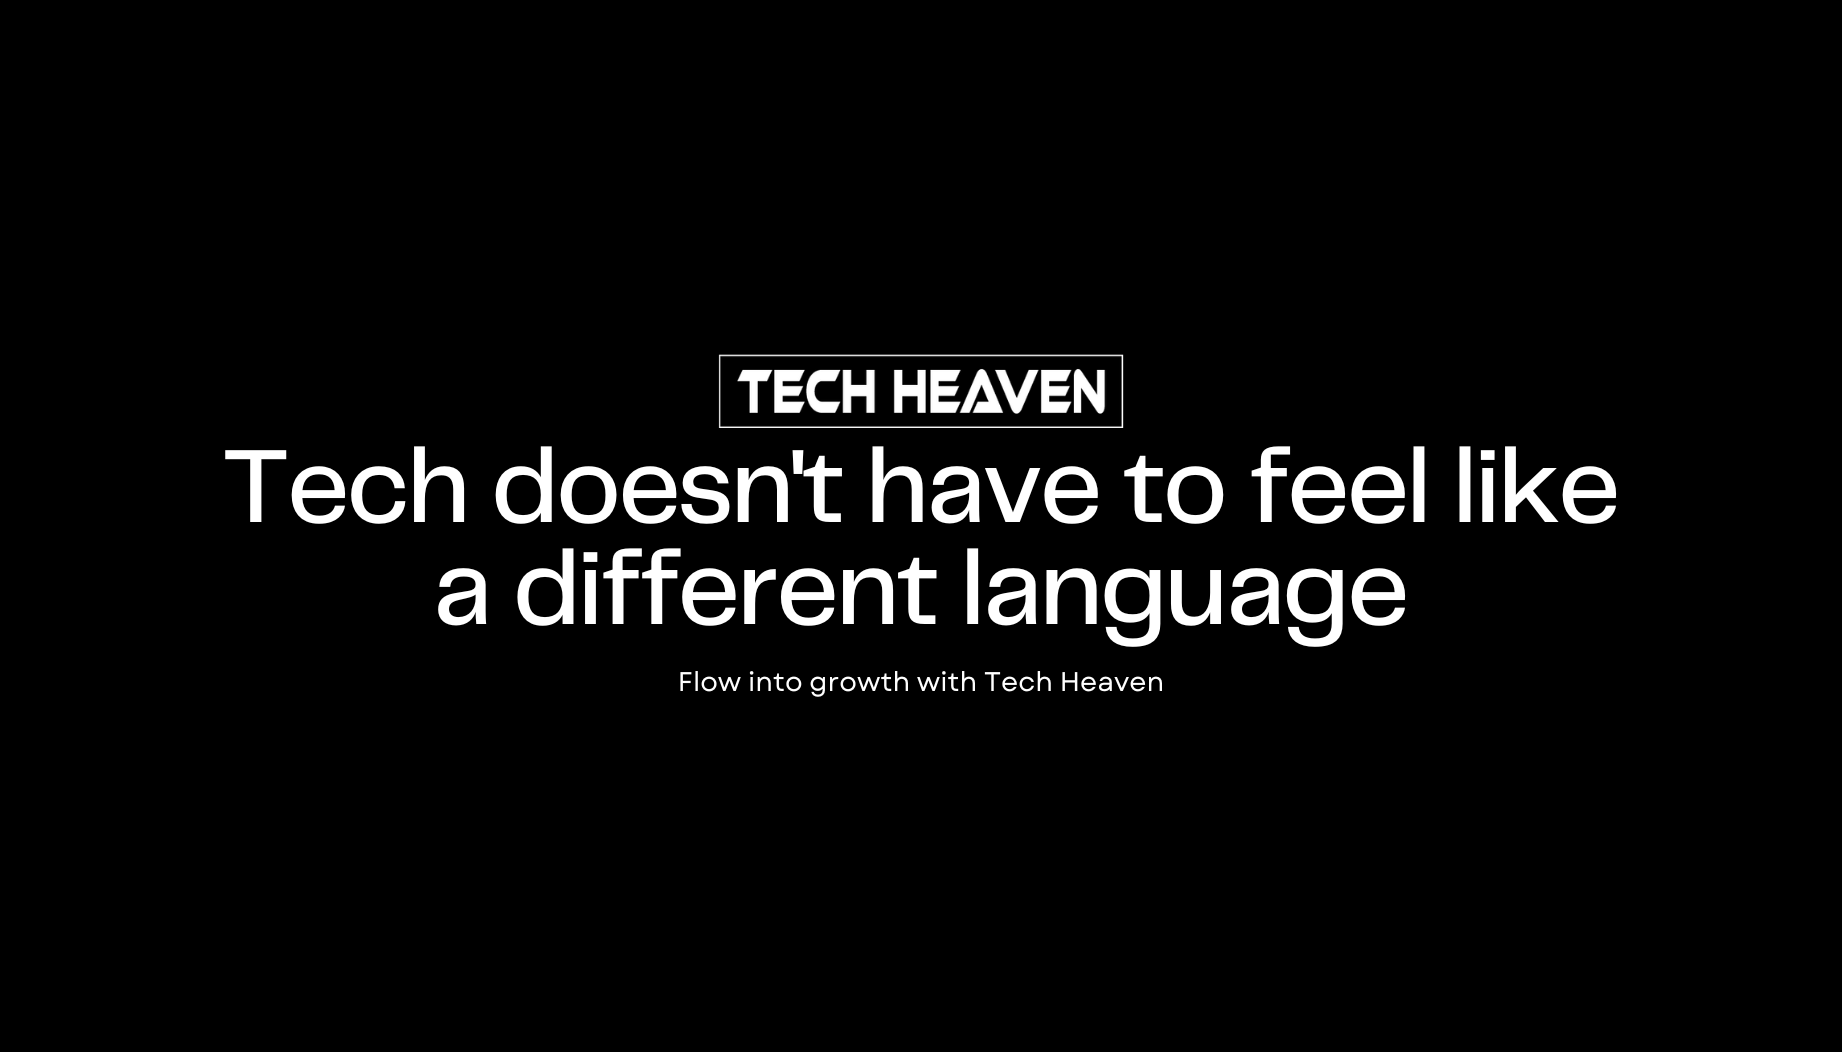 TECH HEAVEN
Tech doesn't have to feel like
a different language
Flow into growth with Tech Heaven